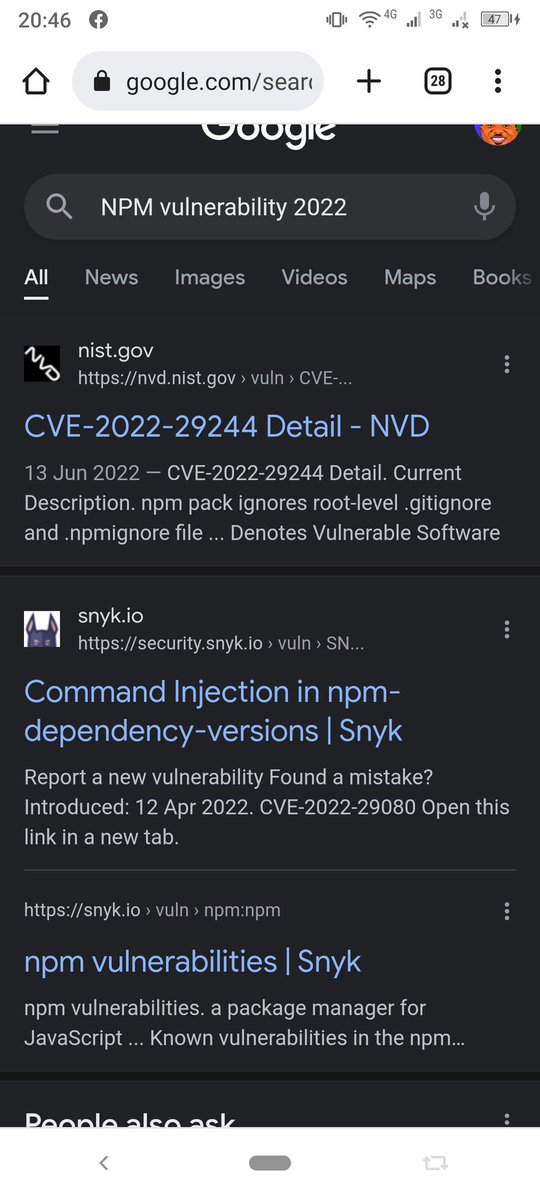 20:46
4G
3G
47
google.com/sear
28
Google
NPM vulnerability 2022
All News Images Videos Maps Books
NVD
nist.gov
https://nvd.nist.gov › vuln › CVE-...
CVE-2022-29244 Detail - NVD
13 Jun 2022 — CVE-2022-29244 Detail. Current
Description. npm pack ignores root-level .gitignore
and .npmignore file ... Denotes Vulnerable Software
snyk.io
https://security.snyk.io › vuln › SN...
Command Injection in npm-
dependency-versions | Snyk
Report a new vulnerability Found a mistake?
Introduced: 12 Apr 2022. CVE-2022-29080 Open this
link in a new tab.
https://snyk.io › vuln › npm:npm
npm vulnerabilities | Snyk
npm vulnerabilities. a package manager for
JavaScript ... Known vulnerabilities in the npm...
People also ask